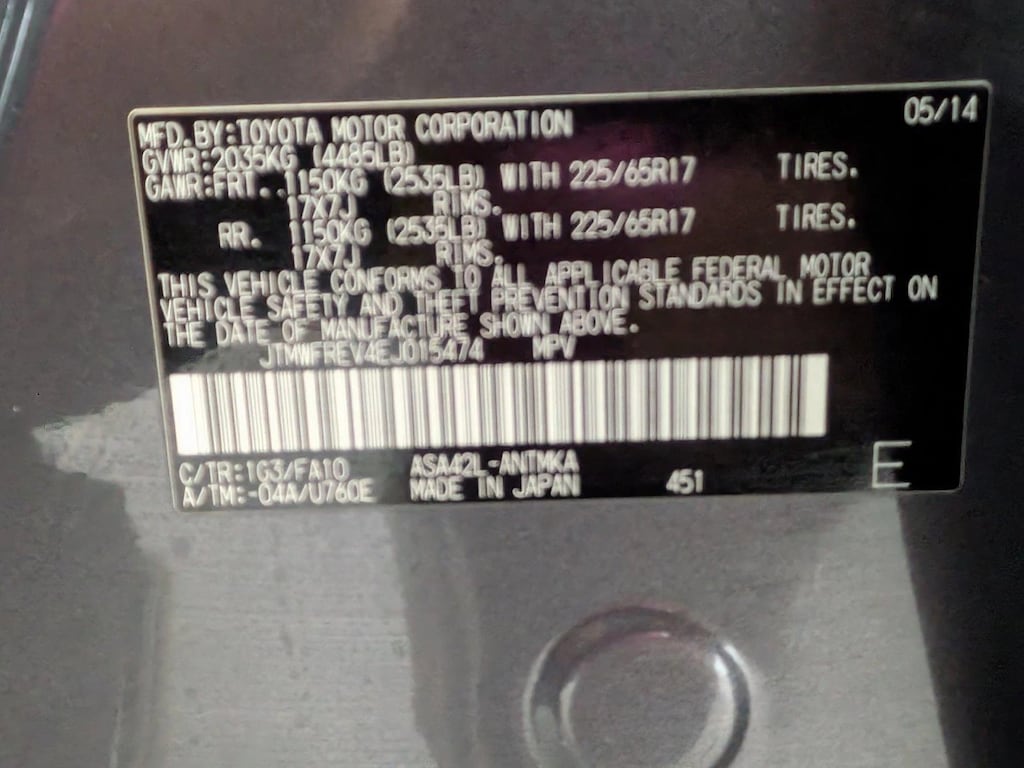 05/14
MFD.BY:TOYOTA MOTOR CORPORATION
GVWR:2035KG (4485LB)
GAWR:FRT. 1150KG (2535LB) WITH 225/65R17 TIRES.
17X7J RIMS.
RR. 1150KG (2535LB) WITH 225/65R17 TIRES.
17X7J RIMS.
THIS VEHICLE CONFORMS TO ALL APPLICABLE FEDERAL MOTOR
VEHICLE SAFETY AND THEFT PREVENTION STANDARDS IN EFFECT ON
THE DATE OF MANUFACTURE SHOWN ABOVE.
JTMWFREV4EJ015474 MPV
C/TR:1G3/FA10 ASA42L-ANTMKA
A/TM:-04A/U760E MADE IN JAPAN 451 E